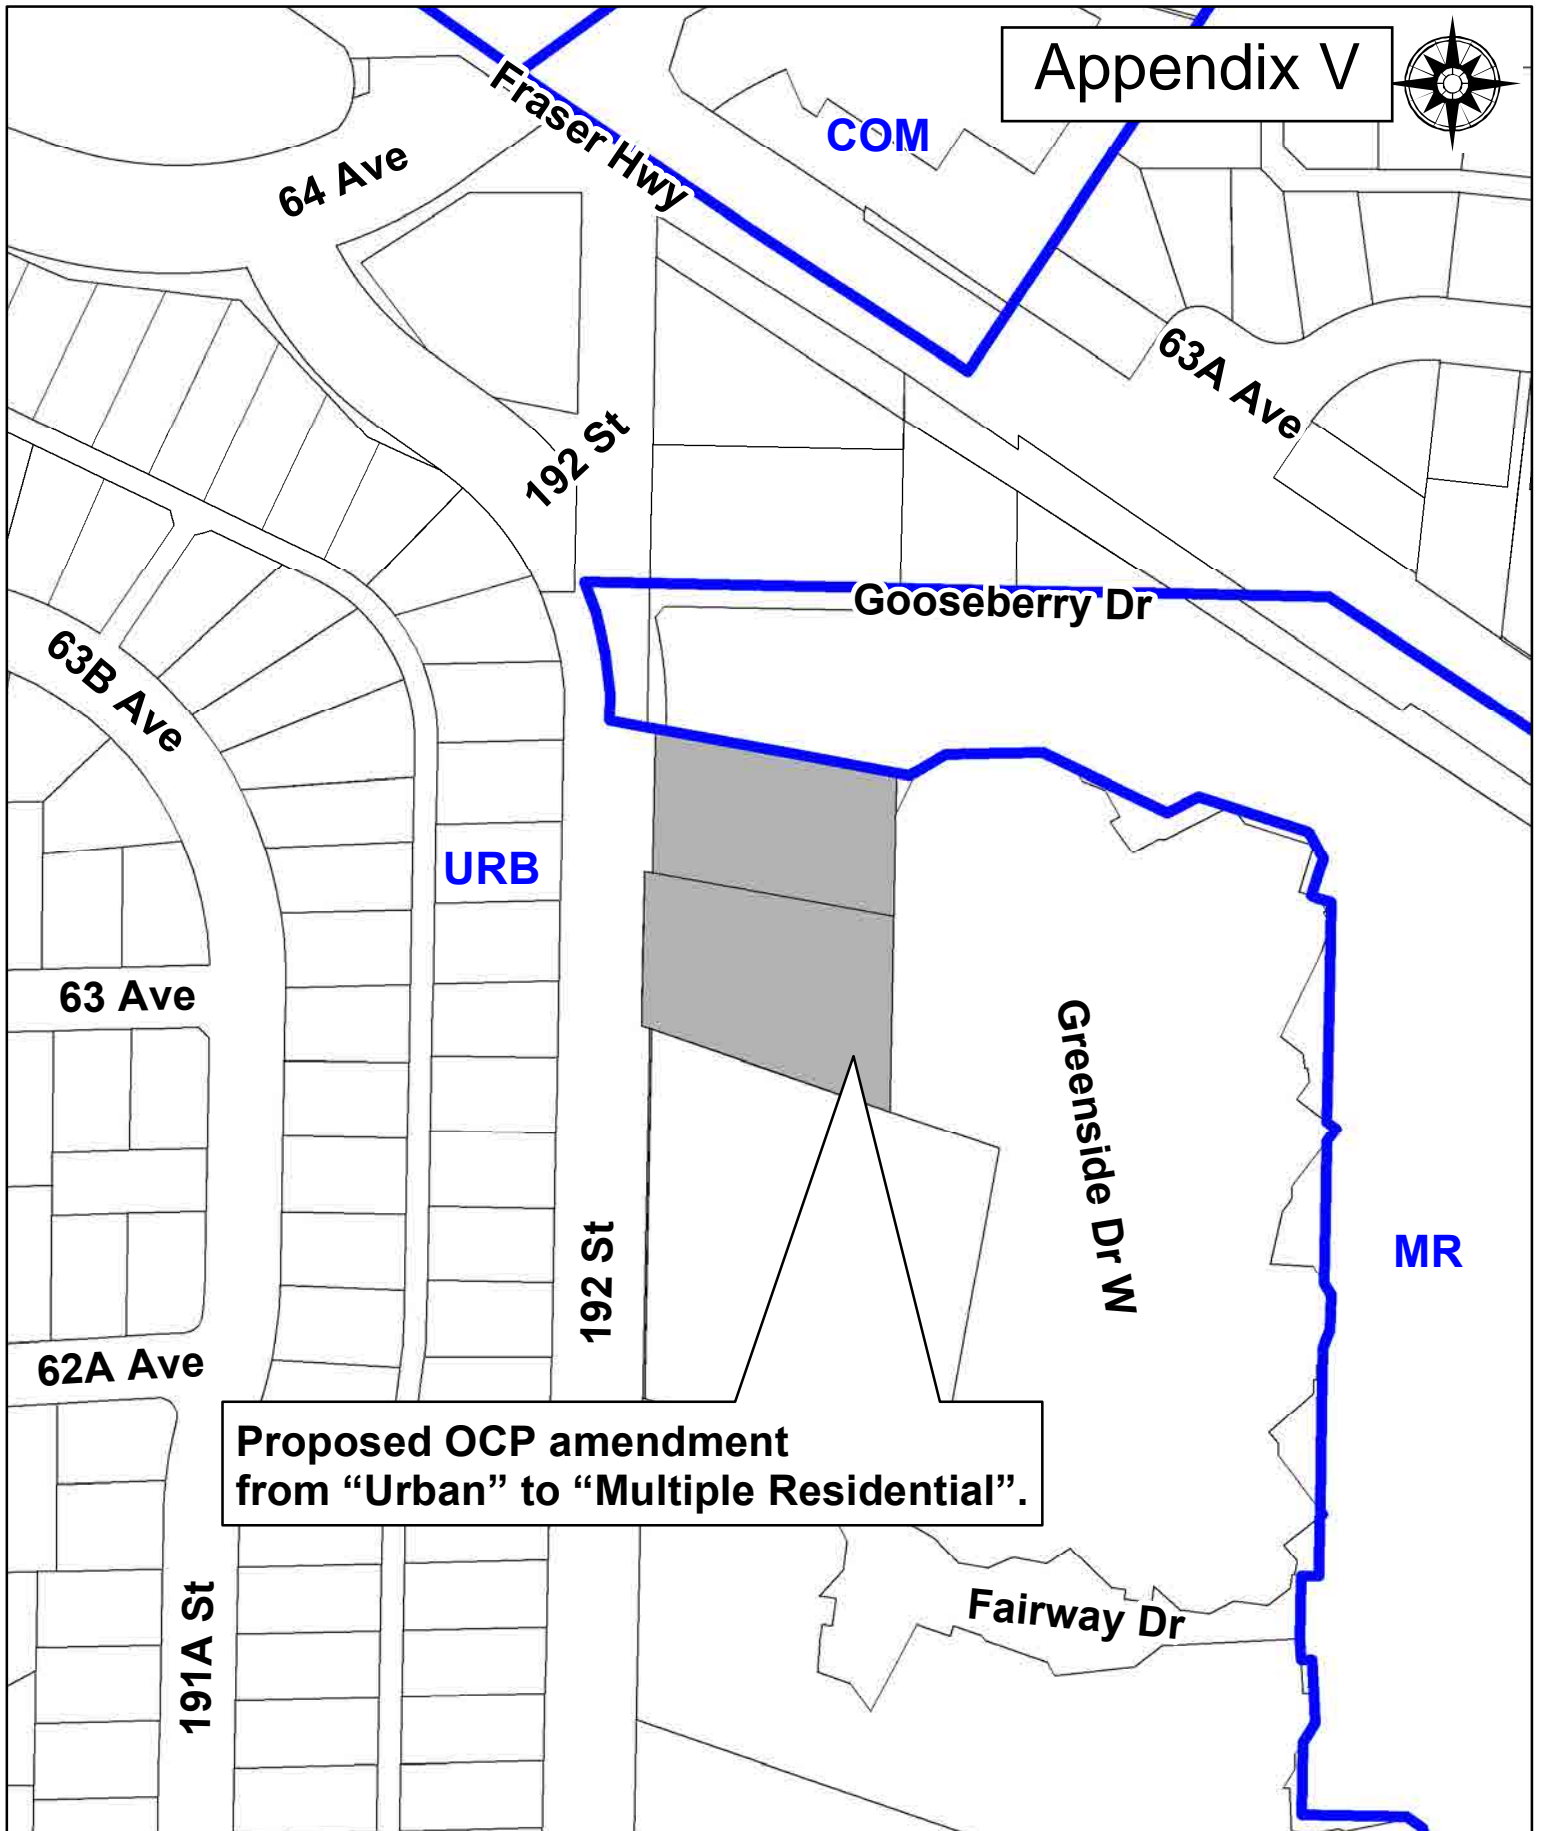 Appendix V
Fraser Hwy
COM
64 Ave
63A Ave
192 St
Gooseberry Dr
63B Ave
URB
63 Ave
Greenside Dr W
192 St
MR
62A Ave
Proposed OCP amendment
from “Urban” to “Multiple Residential”.
Fairway Dr
191A St